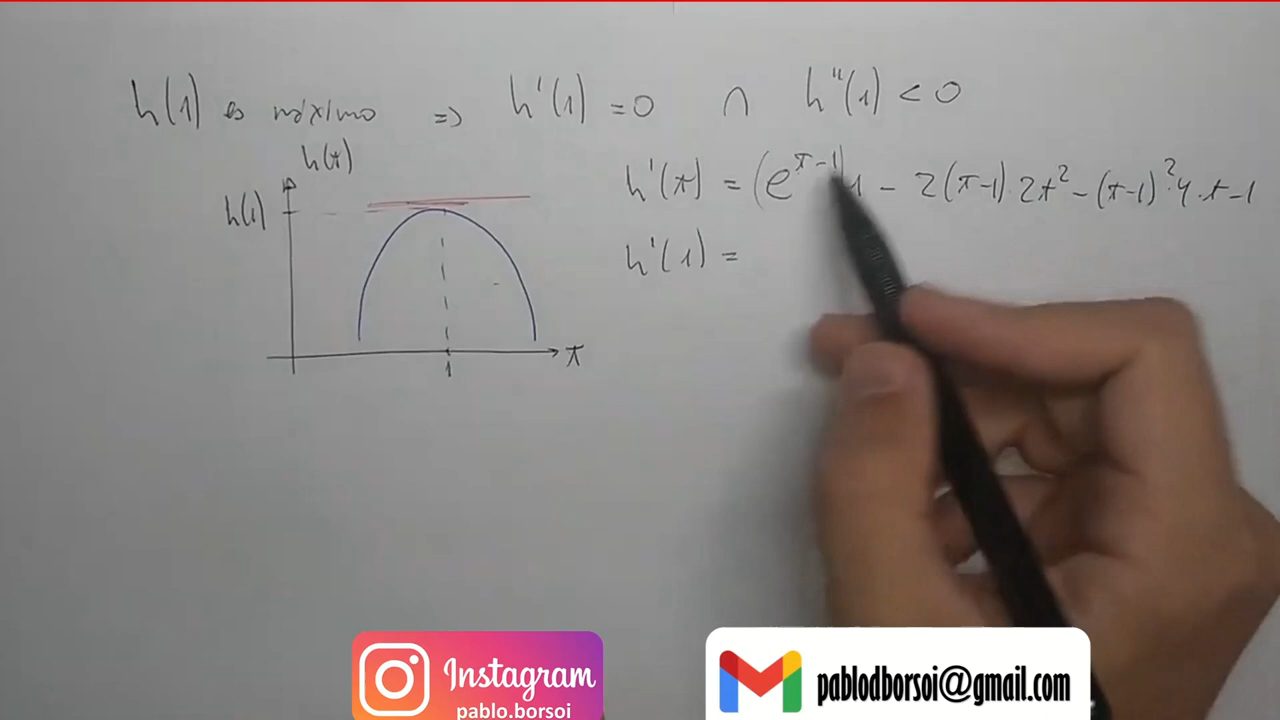 h(1) es máximo => h'(1) = 0 ∩ h''(1) < 0
h(x)
h(1)
h'(x) = (e^{x-1}) 1 - 2(x-1) · 2x² - (x-1)² 4 · x - 1
h'(1) =
x
1
Instagram
pablo.borsoi
pablodborsoi@gmail.com